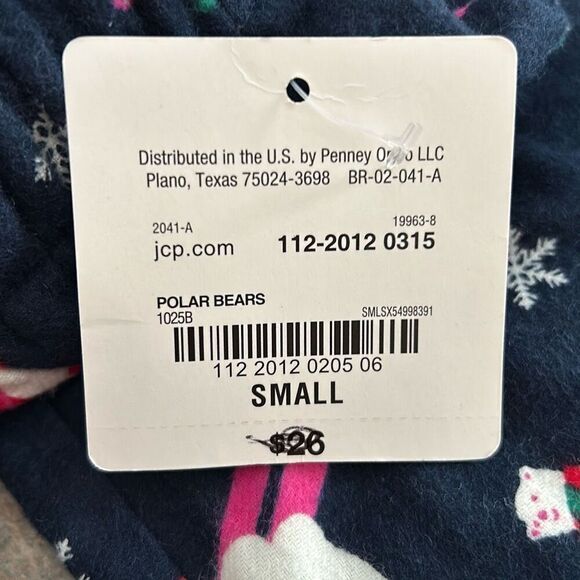 Distributed in the U.S. by Penney LLC
Plano, Texas 75024-3698 BR-02-041-A
2041-A 19963-8
jcp.com 112-2012 0315
POLAR BEARS
1025B SMLSX54998391
112 2012 0205 06
SMALL
$26